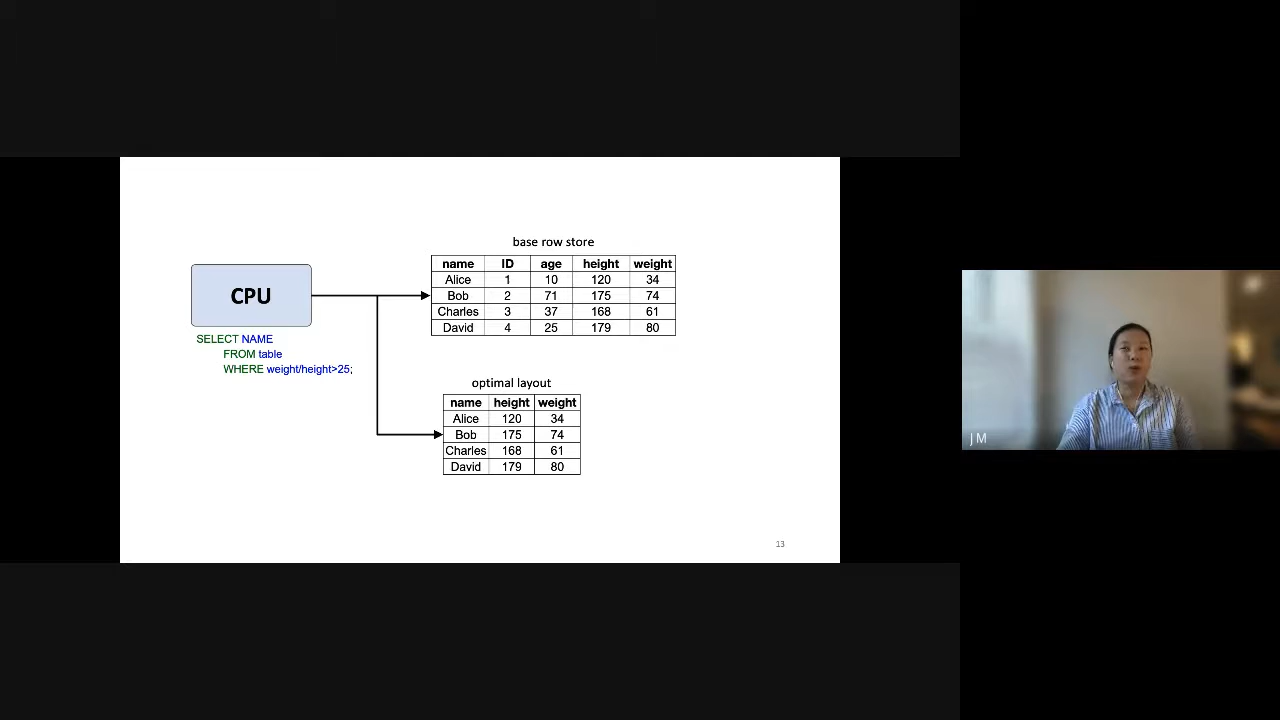 base row store
name ID age height weight
Alice 1 10 120 34
Bob 2 71 175 74
Charles 3 37 168 61
David 4 25 179 80
CPU
SELECT NAME
FROM table
WHERE weight/height>25;
optimal layout
name height weight
Alice 120 34
Bob 175 74
Charles 168 61
David 179 80
13
J M